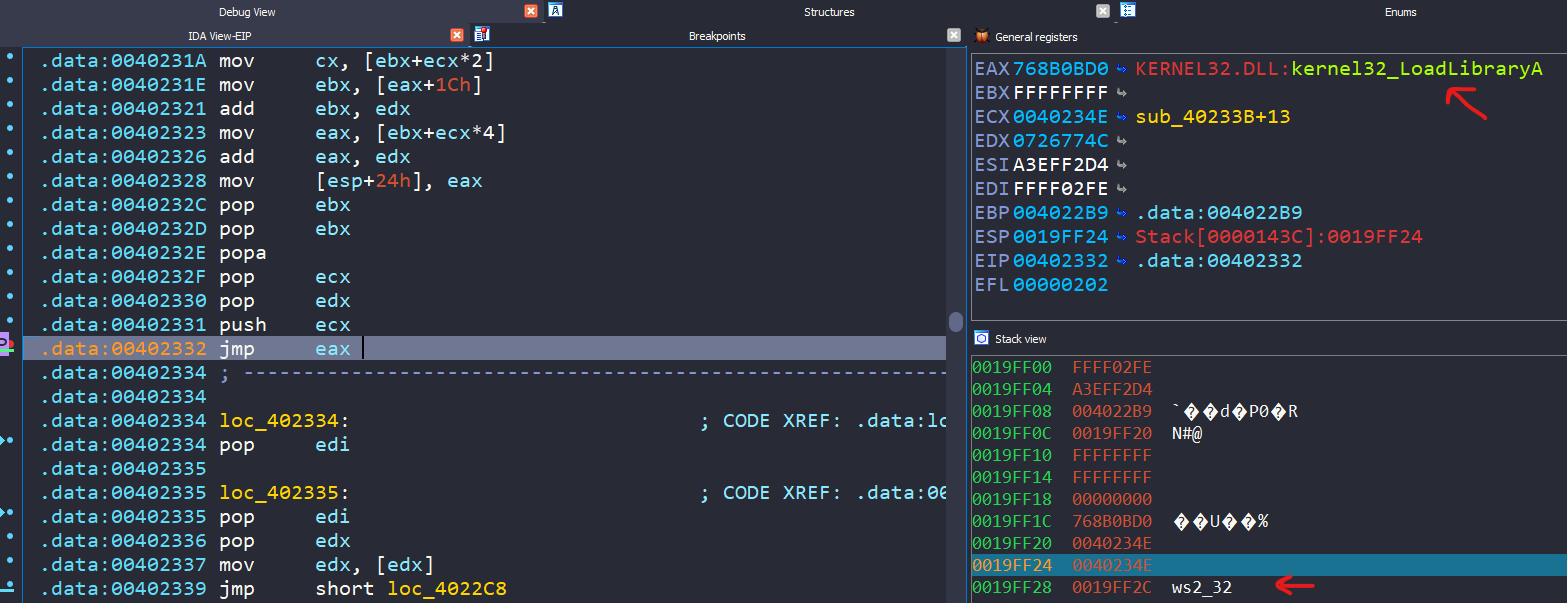 Debug View
Structures
Enums
IDA View-EIP
Breakpoints
.data:0040231A mov cx, [ebx+ecx*2]
.data:0040231E mov ebx, [eax+1Ch]
.data:00402321 add ebx, edx
.data:00402323 mov eax, [ebx+ecx*4]
.data:00402326 add eax, edx
.data:00402328 mov [esp+24h], eax
.data:0040232C pop ebx
.data:0040232D pop ebx
.data:0040232E popa
.data:0040232F pop ecx
.data:00402330 pop edx
.data:00402331 push ecx
.data:00402332 jmp eax
.data:00402334 ; ---------------------------------------------------------------
.data:00402334
.data:00402334 loc_402334: ; CODE XREF: .data:lo
.data:00402334 pop edi
.data:00402335
.data:00402335 loc_402335: ; CODE XREF: .data:00
.data:00402335 pop edi
.data:00402336 pop edx
.data:00402337 mov edx, [edx]
.data:00402339 jmp short loc_4022C8
General registers
EAX 768B0BD0 KERNEL32.DLL:kernel32_LoadLibraryA
EBX FFFFFFFF
ECX 0040234E sub_40233B+13
EDX 0726774C
ESI A3EFF2D4
EDI FFFF02FE
EBP 004022B9 .data:004022B9
ESP 0019FF24 Stack[0000143C]:0019FF24
EIP 00402332 .data:00402332
EFL 00000202
Stack view
0019FF00 FFFF02FE
0019FF04 A3EFF2D4
0019FF08 004022B9 `��d�P0�R
0019FF0C 0019FF20 N#@
0019FF10 FFFFFFFF
0019FF14 FFFFFFFF
0019FF18 00000000
0019FF1C 768B0BD0 ��U��%
0019FF20 0040234E
0019FF24 0040234E
0019FF28 0019FF2C ws2_32